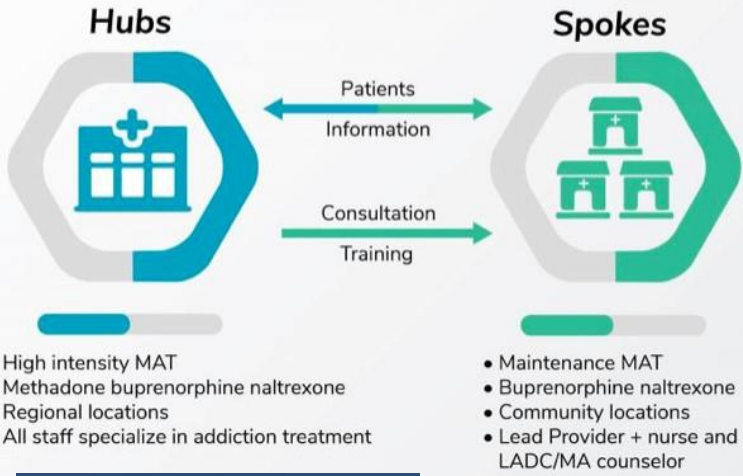 Hubs
Spokes
Patients
Information
Consultation
Training
High intensity MAT
Methadone buprenorphine naltrexone
Regional locations
All staff specialize in addiction treatment
• Maintenance MAT
• Buprenorphine naltrexone
• Community locations
• Lead Provider + nurse and
LADC/MA counselor